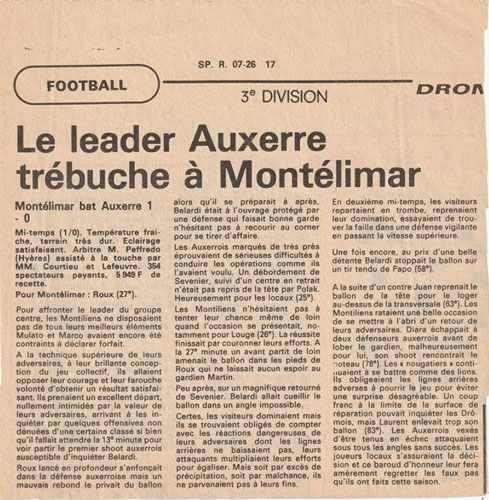 SP. R. 07-26 17
FOOTBALL
3e DIVISION
DROM
Le leader Auxerre
trébuche à Montélimar
Montélimar bat Auxerre 1
- 0
Mi-temps (1/0). Température fraî-
che, terrain très dur. Eclairage
satisfaisant. Arbitre M. Peffredo
(Hyères) assisté à la touche par
MM. Courtieu et Lefeuvre. 354
spectateurs payants, 5 949 F de
recette.
Pour Montélimar : Roux (27e).
Pour affronter le leader du groupe
centre, les Montiliens ne disposaient
pas de tous leurs meilleurs éléments
Mulato et Marco avaient encore été
contraints à déclarer forfait.
A la technique supérieure de leurs
adversaires, à leur brillante concep-
tion du jeu collectif, ils allaient
opposer leur courage et leur farouche
volonté d'obtenir un résultat satisfai-
sant. Ils prenaient un excellent départ,
nullement intimidés par la valeur de
leurs adversaires, arrivant à les in-
quiéter par quelques offensives non
dénuées d'une certaine classe si bien
qu'il fallait attendre la 13e minute pour
voir partir le premier shoot auxerrois
susceptible d'inquiéter Belardi.
Roux lancé en profondeur s'enfonçait
dans la défense auxerroise mais un
mauvais rebond le privait du ballon
alors qu'il se préparait à après,
Belardi était à l'ouvrage protégé par
une défense qui faisait bonne garde
n'hésitant pas à recourir au corner
pour se tirer d'affaire.
Les Auxerrois marqués de très près
éprouvaient de sérieuses difficultés à
conduire les opérations comme ils
l'avaient voulu. Un débordement de
Sevenier, suivi d'un centre en retrait
n'était pas repris de la tête par Polak.
Heureusement pour les locaux (25e).
Les Montiliens n'hésitaient pas à
tenter leur chance même de loin
quand l'occasion se présentait, no-
tamment pour Louge (26e). La réussite
finissait par couronner leurs efforts. A
la 27e minute un avant partit de loin
amenait le ballon dans les pieds de
Roux qui ne laissait aucun espoir au
gardien Martin.
Peu après, sur un magnifique retourné
de Sevenier. Belardi allait cueillir le
ballon dans un angle impossible.
Certes, les visiteurs dominaient mais
ils se trouvaient obligés de compter
avec les réactions dangereuses de
leurs adversaires dont les lignes
arrières ne baissaient pas, leurs
attaquants multipliaient leurs efforts
pour égaliser. Mais soit par excès de
précipitation, soit par malchance, ils
ne parvenaient pas à leurs fins.
En deuxième mi-temps, les visiteurs
repartaient en trombe, reprenant
leur domination, essayaient de trouver
la faille dans une défense vigilante
en passant la vitesse supérieure.
Une fois encore, au prix d'une belle
détente Belardi stoppait le ballon sur
un tir tendu de Papo (58e).
A la suite d'un contre Juan reprenait le
ballon de la tête pour le loger
au-dessus de la transversale (63e). Les
Montiliens rataient une belle occasion
de se mettre à l'abri d'un retour de
leurs adversaires. Diara échappait à
deux défenseurs auxerrois avant de
lober le gardien, malheureusement
pour lui, son shoot rencontrait le
poteau (78e). Les « nougatiers » conti-
nuaient à se battre comme des lions.
Ils obligeaient les lignes arrières
adverses à pourrir le jeu pour éviter
une surprise désagréable. Un coup
franc à la limite de la surface de
réparation pouvait inquiéter les Drô-
mois, mais Laurent enlevait trop son
ballon (83e). Les Auxerrois vexés
d'être tenus en échec attaquaient
sous tous les angles sans succès. Les
joueurs locaux s'assuraient la déci-
sion et ce baroud d'honneur leur fera
amèrement regretter les faux pas
qu'ils ont laissés en cours de saison.